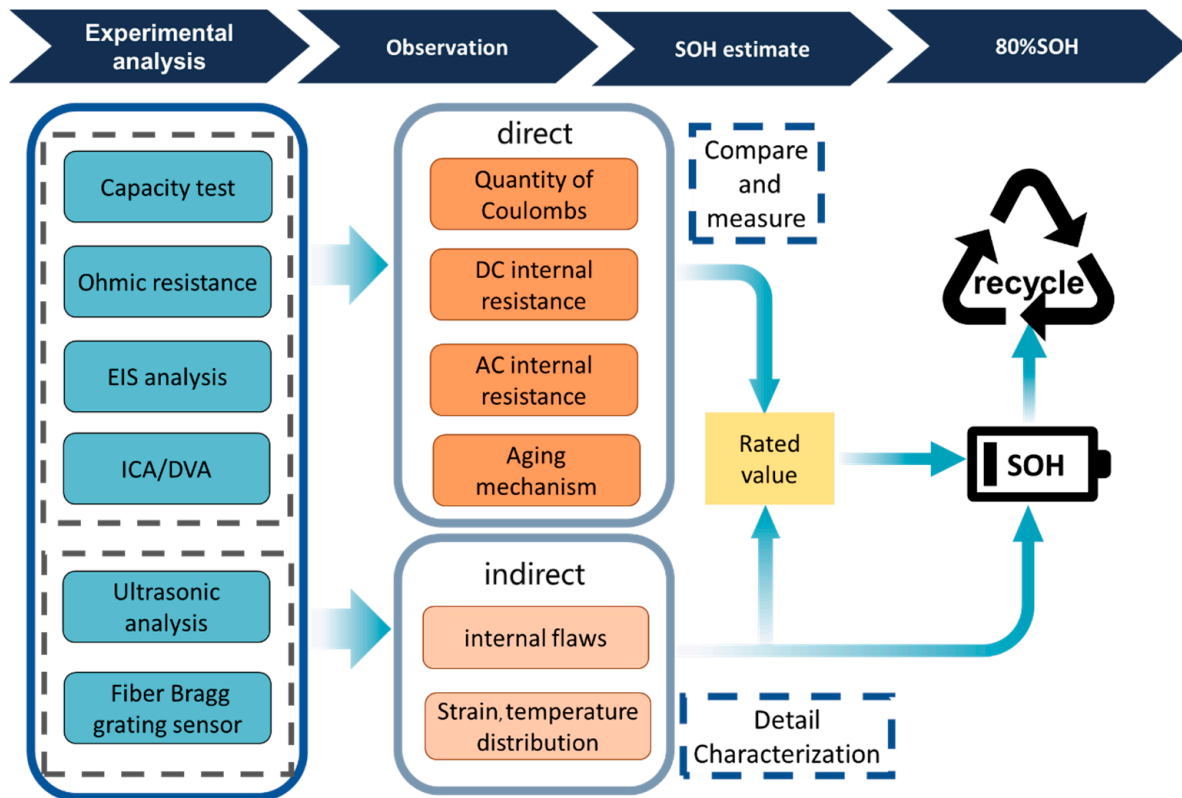 Experimental
analysis
Observation
SOH estimate
80%SOH
Capacity test
Ohmic resistance
EIS analysis
ICA/DVA
Ultrasonic
analysis
Fiber Bragg
grating sensor
direct
Quantity of
Coulombs
DC internal
resistance
AC internal
resistance
Aging
mechanism
indirect
internal flaws
Strain, temperature
distribution
Compare
and
measure
Rated
value
Detail
Characterization
recycle
SOH